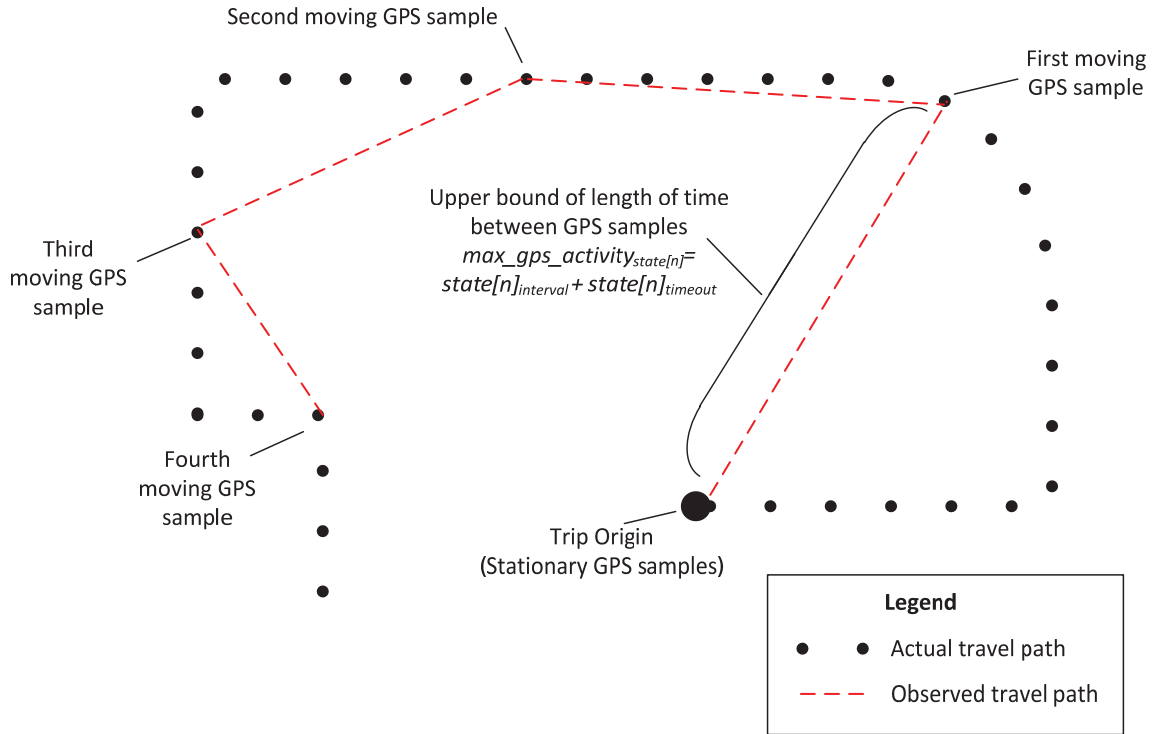 Second moving GPS sample
First moving
GPS sample
Upper bound of length of time
between GPS samples
max_gps_activity state[n]=
state[n]interval + state[n]timeout
Third
moving GPS
sample
Fourth
moving GPS
sample
Trip Origin
(Stationary GPS samples)
Legend
Actual travel path
Observed travel path